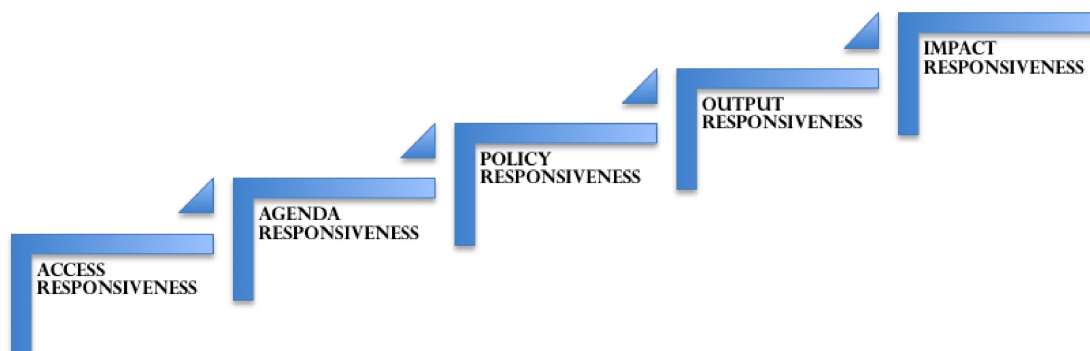 ACCESS
RESPONSIVENESS
AGENDA
RESPONSIVENESS
POLICY
RESPONSIVENESS
OUTPUT
RESPONSIVENESS
IMPACT
RESPONSIVENESS